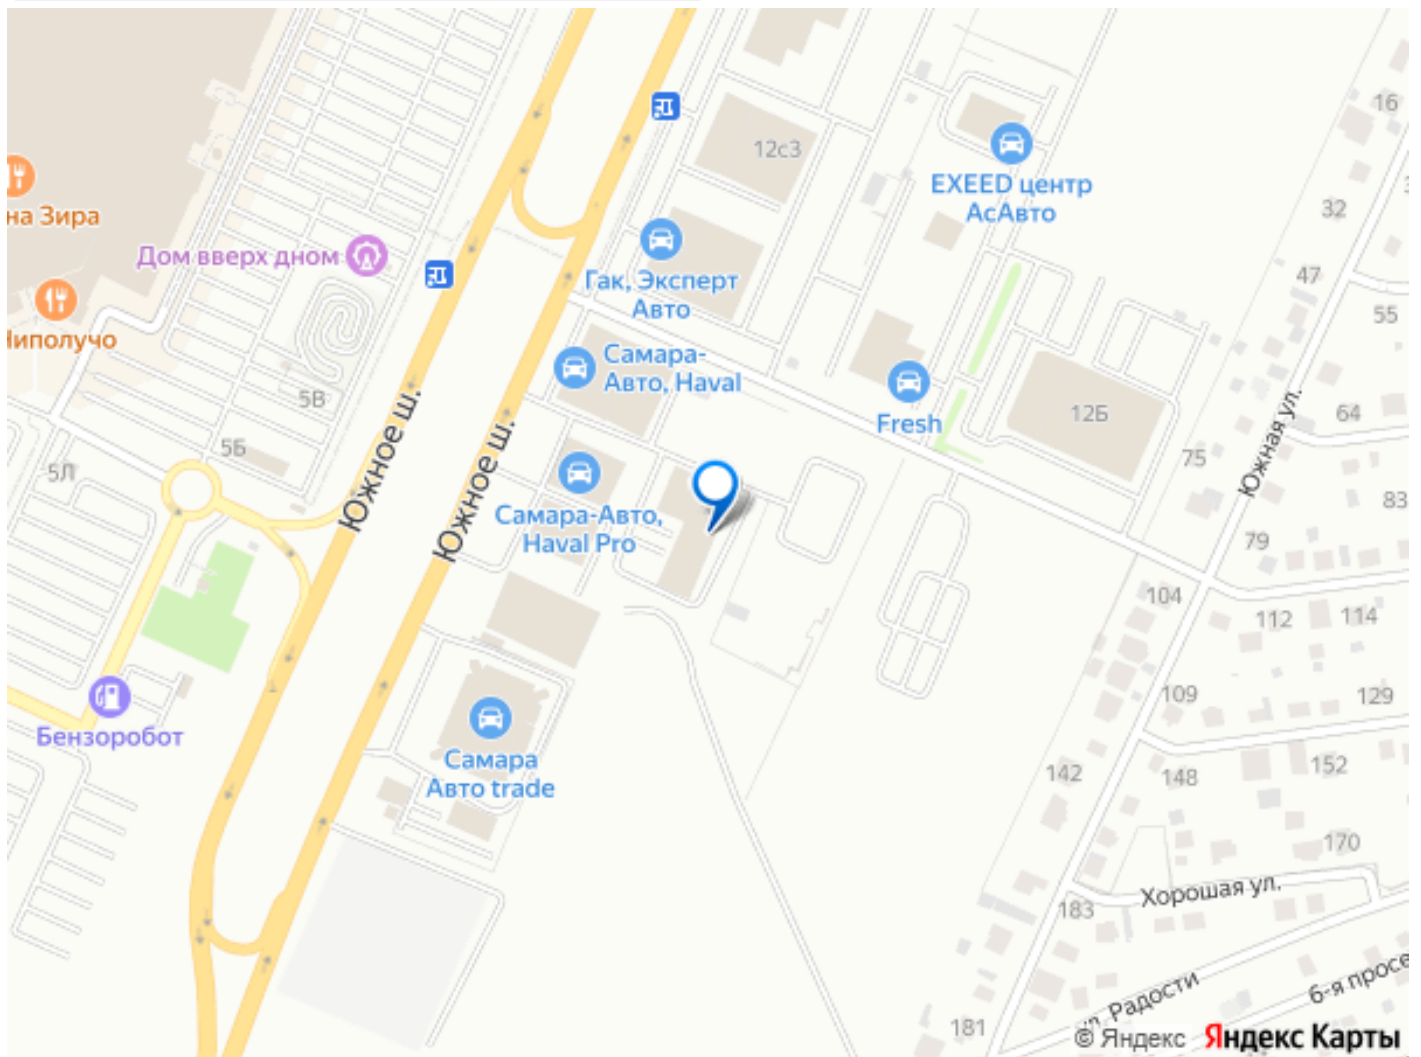 16
12с3
EXEED центр
АсАвто
на Зира
32
Дом вверх дном
Гак, Эксперт
Авто
47
55
Самара-
Авто, Haval
5В
Южное ш.
Южное ш.
Fresh
12Б
64
Южная ул.
5Б
5Л
75
83
Самара-Авто,
Haval Pro
79
104
112
114
109
129
Бензоробот
Самара
Авто trade
142
148
152
170
Хорошая ул.
183
Радости
6-я просе
181
© Яндекс
Яндекс Карты